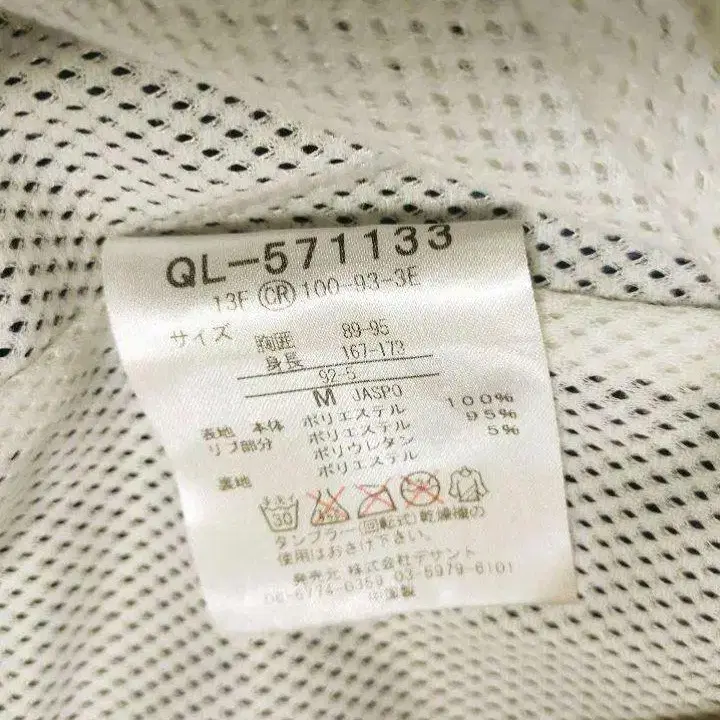 QL-571133
13F CR 100-93-3E
サイズ 胸囲 89-95
身長 167-173
92-5
M JASPO
表地 本体 ポリエステル 100%
リブ部分 ポリエステル 95%
ポリウレタン 5%
裏地 ポリエステル
30
タンブラー(回転式)乾燥機の
使用はおさけ下さい。
発売元 株式会社デサント
06-6774-0359 03-5979-6101
中国製